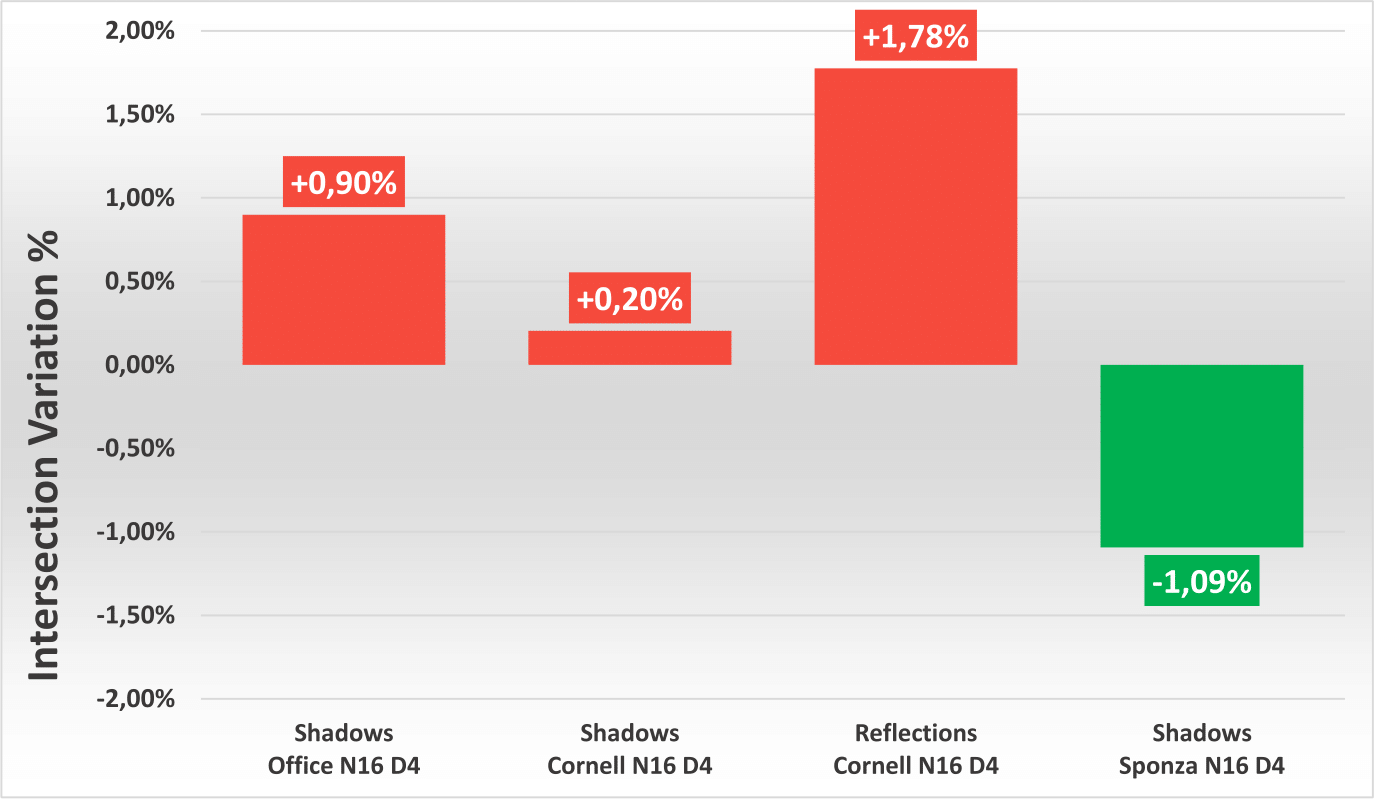 Intersection Variation %
2,00%
1,50%
1,00%
0,50%
0,00%
-0,50%
-1,00%
-1,50%
-2,00%
+0,90%
+0,20%
+1,78%
-1,09%
Shadows
Office N16 D4
Shadows
Cornell N16 D4
Reflections
Cornell N16 D4
Shadows
Sponza N16 D4